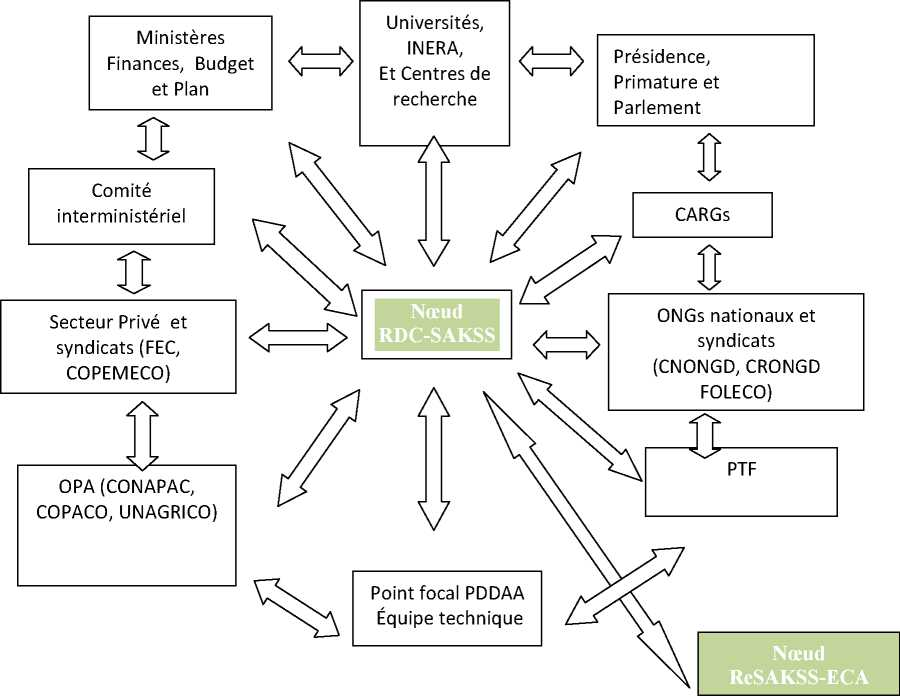 Ministères
Finances, Budget
et Plan
Universités,
INERA,
Et Centres de
recherche
Présidence,
Primature et
Parlement
Comité
interministériel
CARGs
Nœud
RDC-SAKSS
Secteur Privé et
syndicats (FEC,
COPEMECO)
ONGs nationaux et
syndicats
(CNONGD, CRONGD
FOLECO)
OPA (CONAPAC,
COPACO, UNAGRICO)
PTF
Point focal PDDAA
Équipe technique
Nœud
ReSAKSS-ECA